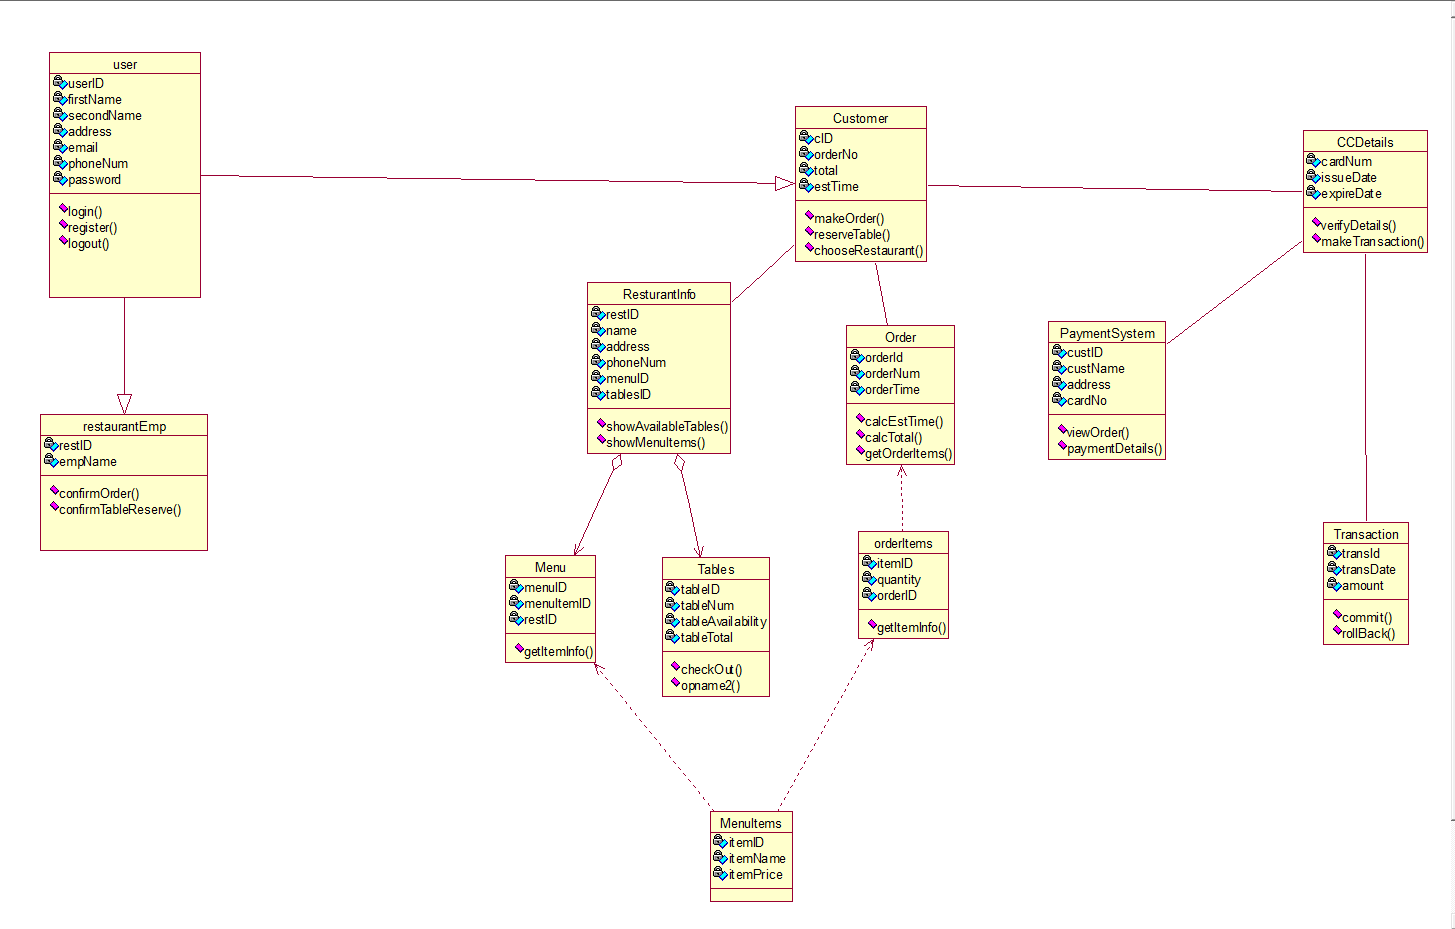 user
userID
firstName
secondName
address
email
phoneNum
password
login()
register()
logout()
Customer
cID
orderNo
total
estTime
makeOrder()
reserveTable()
chooseRestaurant()
CCDetails
cardNum
issueDate
expireDate
verifyDetails()
makeTransaction()
ResturantInfo
restID
name
address
phoneNum
menuID
tablesID
showAvailableTables()
showMenuItems()
Order
orderId
orderNum
orderTime
calcEstTime()
calcTotal()
getOrderItems()
PaymentSystem
custID
custName
address
cardNo
viewOrder()
paymentDetails()
restaurantEmp
restID
empName
confirmOrder()
confirmTableReserve()
Menu
menuID
menuItemID
restID
getItemInfo()
Tables
tableID
tableNum
tableAvailability
tableTotal
checkOut()
opname2()
orderItems
itemID
quantity
orderID
getItemInfo()
Transaction
transId
transDate
amount
commit()
rollBack()
MenuItems
itemID
itemName
itemPrice